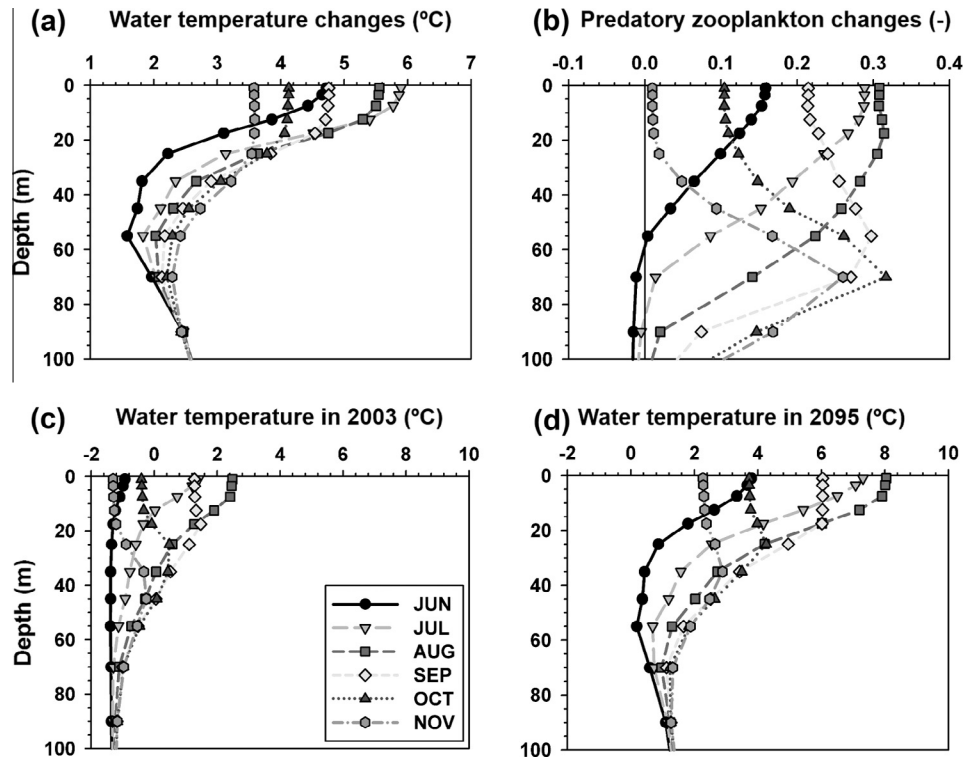 (a) Water temperature changes (ºC)
1 2 3 4 5 6 7
0
20
40
60
80
100
Depth (m)
(b) Predatory zooplankton changes (-)
-0.1 0.0 0.1 0.2 0.3 0.4
0
20
40
60
80
100
(c) Water temperature in 2003 (ºC)
-2 0 2 4 6 8 10
0
20
40
60
80
100
Depth (m)
JUN
JUL
AUG
SEP
OCT
NOV
(d) Water temperature in 2095 (ºC)
-2 0 2 4 6 8 10
0
20
40
60
80
100